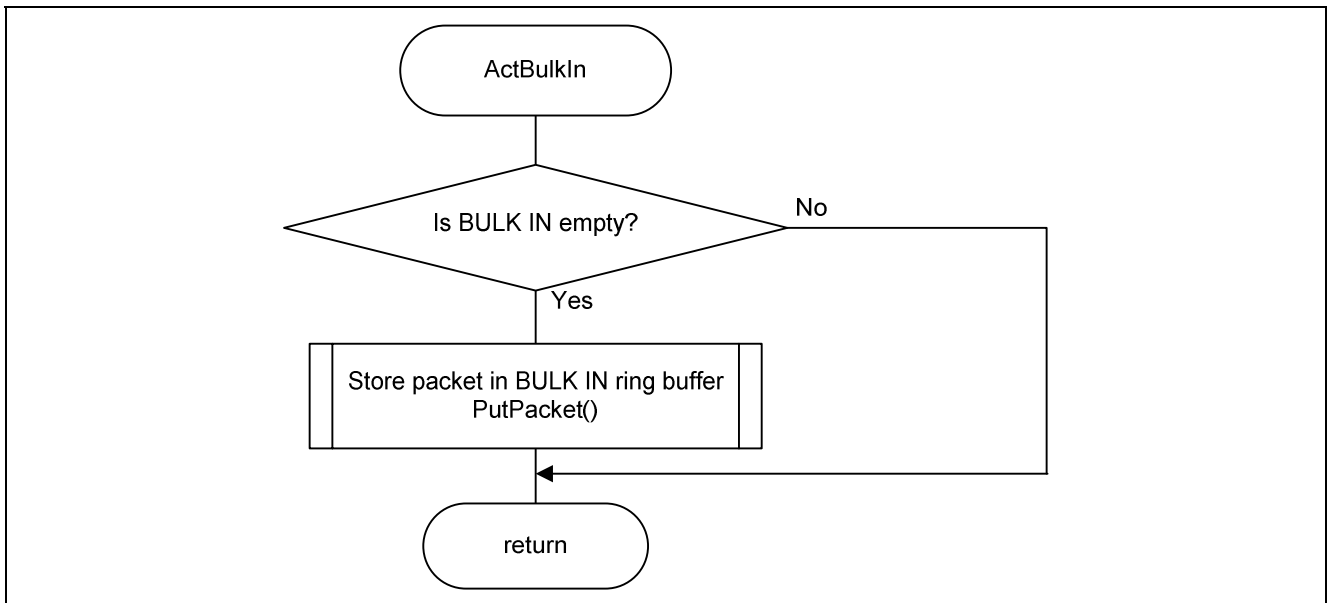 ActBulkIn
Is BULK IN empty?
No
Yes
Store packet in BULK IN ring buffer
PutPacket()
return